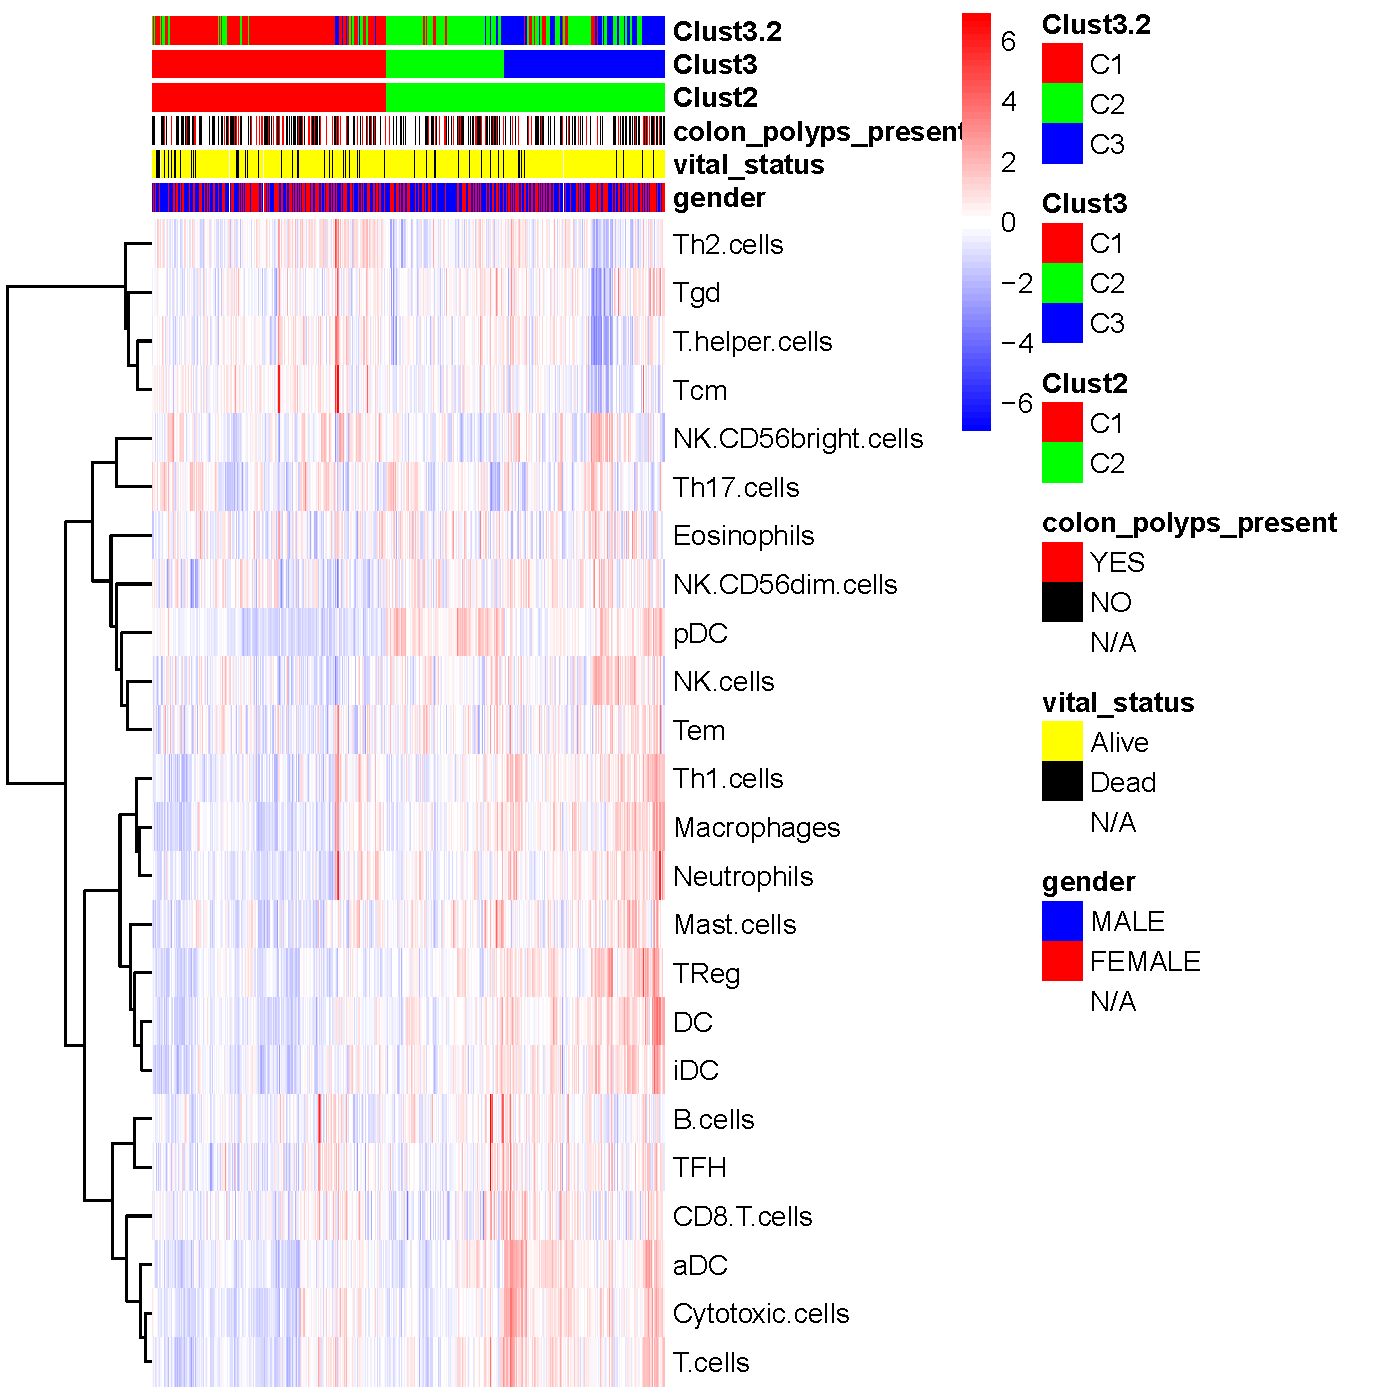 Clust3.2
Clust3
Clust2
colon_polyps_present
vital_status
gender
Th2.cells
Tgd
T.helper.cells
Tcm
NK.CD56bright.cells
Th17.cells
Eosinophils
NK.CD56dim.cells
pDC
NK.cells
Tem
Th1.cells
Macrophages
Neutrophils
Mast.cells
TReg
DC
iDC
B.cells
TFH
CD8.T.cells
aDC
Cytotoxic.cells
T.cells
6
4
2
0
−2
−4
−6
Clust3.2
C1
C2
C3
Clust3
C1
C2
C3
Clust2
C1
C2
colon_polyps_present
YES
NO
N/A
vital_status
Alive
Dead
N/A
gender
MALE
FEMALE
N/A